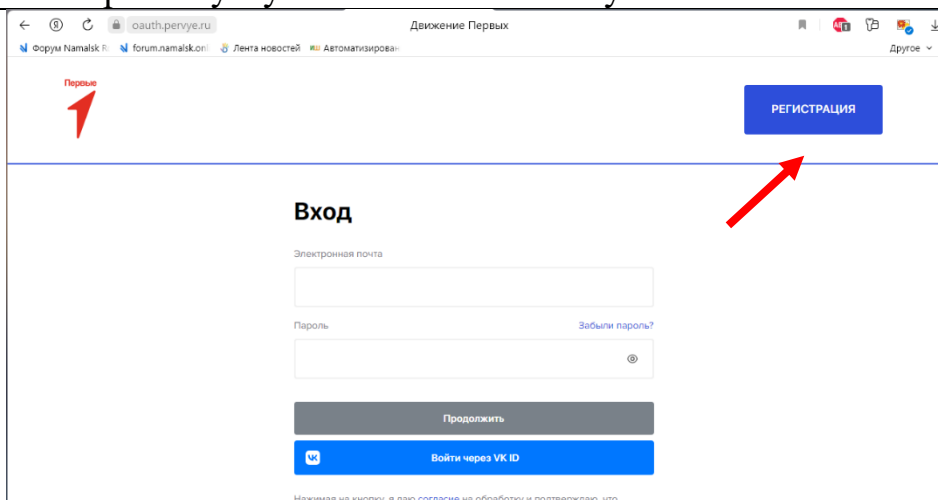 oauth.pervye.ru Движение Первых
Форум Namalsk R forum.namalsk.onl Лента новостей Автоматизирован Другое
Первые
РЕГИСТРАЦИЯ
Вход
Электронная почта
Пароль Забыли пароль?
Продолжить
Войти через VK ID
Нажимая на кнопку, я даю согласие на обработку и подтверждаю, что